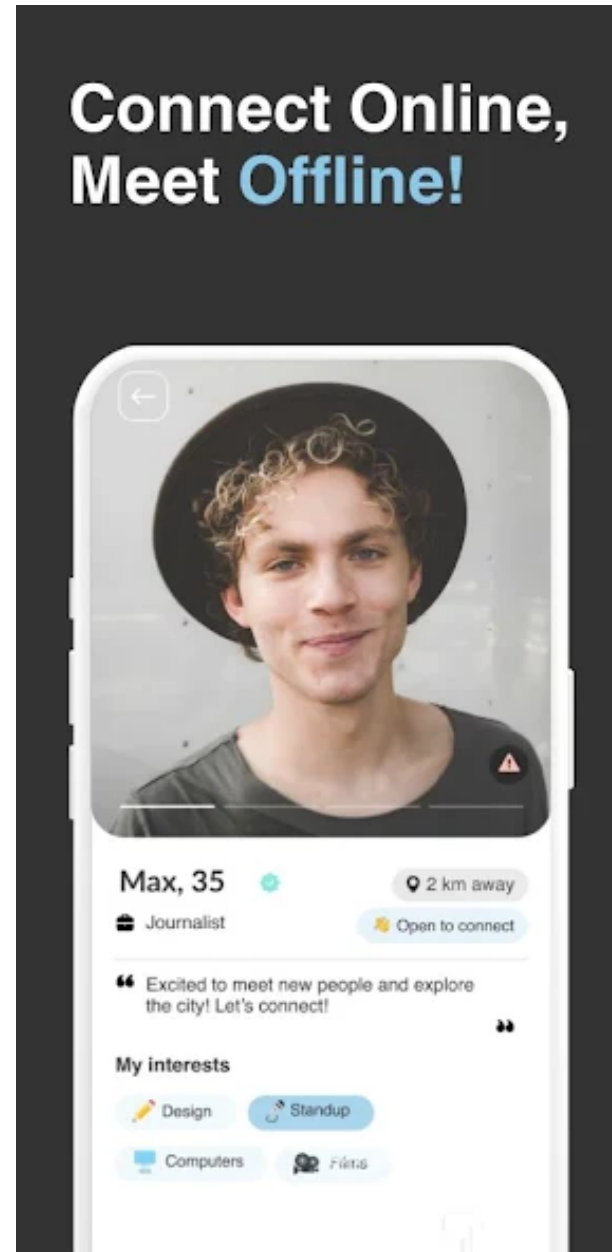 Connect Online,
Meet Offline!
Max, 35
2 km away
Journalist
Open to connect
“ Excited to meet new people and explore
the city! Let's connect! ”
My interests
Design
Standup
Computers
Films